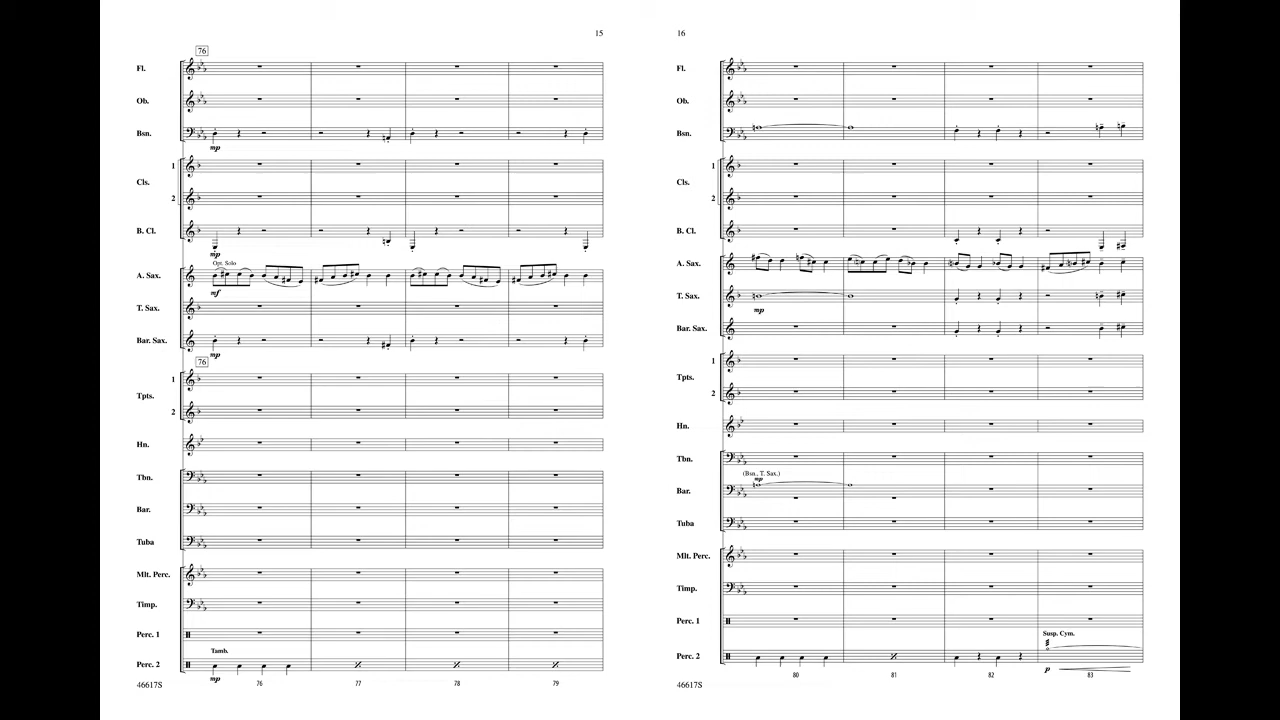 15
76
Fl.
Ob.
Bsn.
mp
1
Cls.
2
B. Cl.
mp
Opt. Solo
A. Sax.
mf
T. Sax.
Bar. Sax.
mp
76
1
Tpts.
2
Hn.
Tbn.
Bar.
Tuba
Mlt. Perc.
Timp.
Perc. 1
Tamb.
Perc. 2
mp
46617S
76
77
78
79
16
Fl.
Ob.
Bsn.
1
Cls.
2
B. Cl.
A. Sax.
T. Sax.
mp
Bar. Sax.
1
Tpts.
2
Hn.
Tbn.
(Bsn., T. Sax.)
mp
Bar.
Tuba
Mlt. Perc.
Timp.
Perc. 1
Susp. Cym.
Perc. 2
p
46617S
80
81
82
83